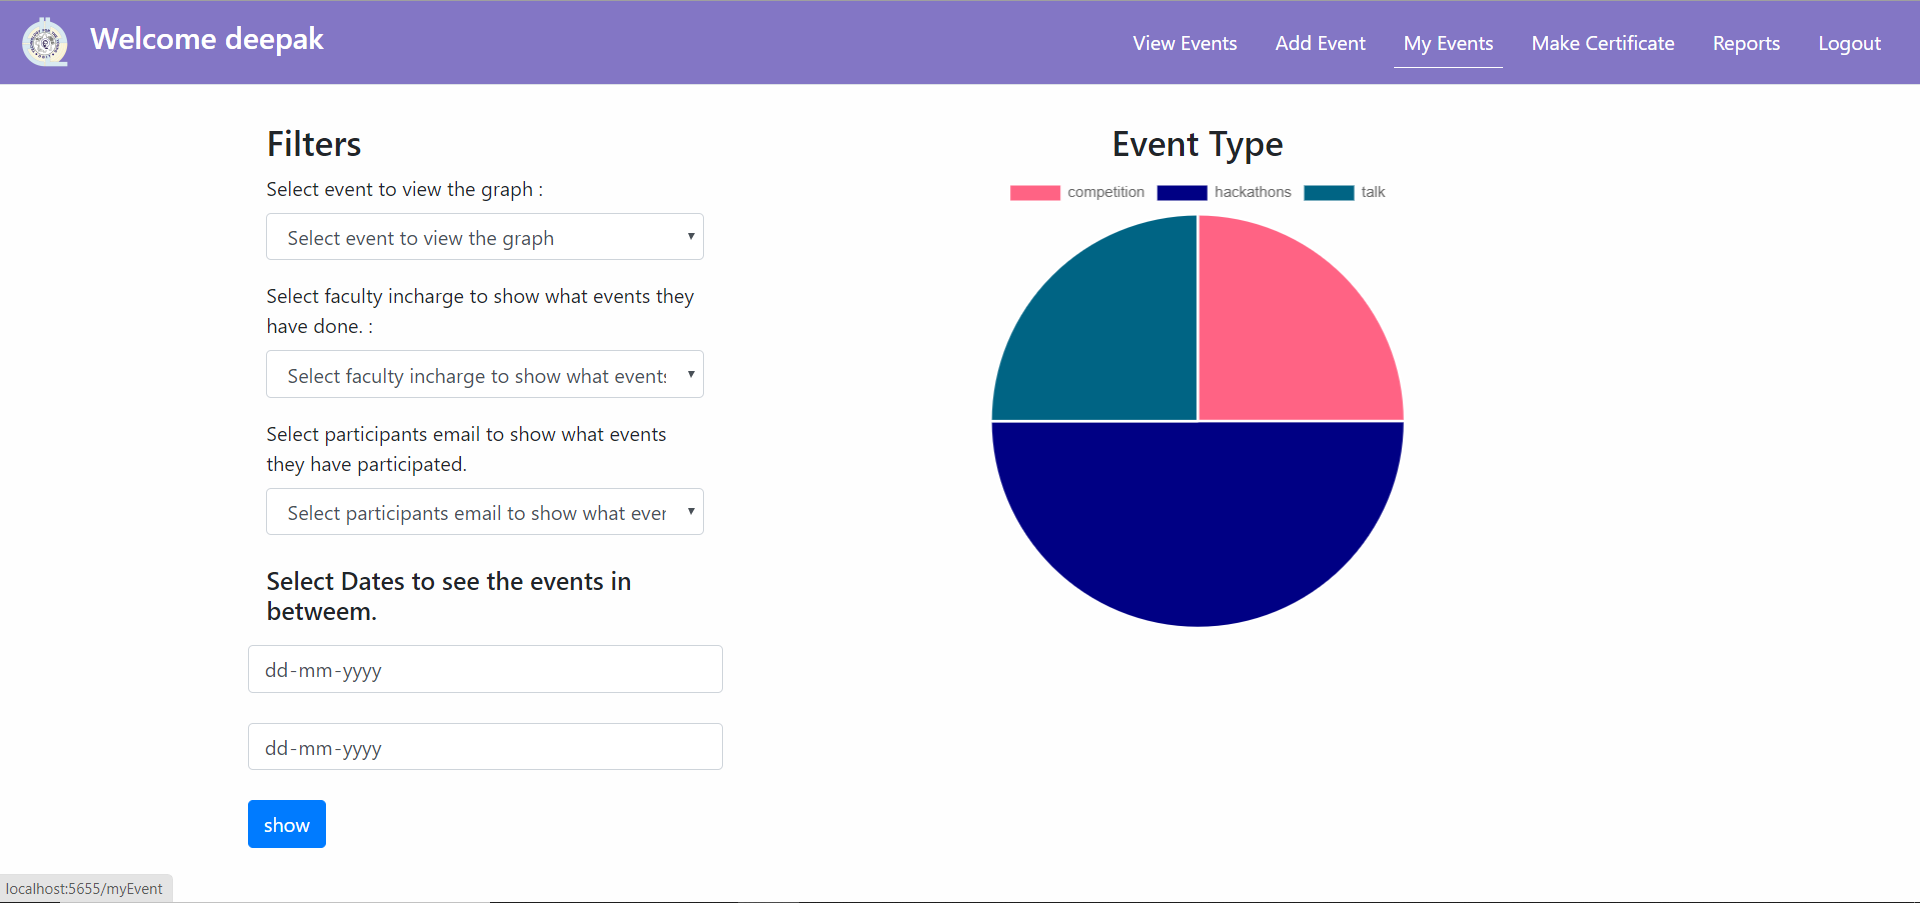 Welcome deepak
View Events
Add Event
My Events
Make Certificate
Reports
Logout
Filters
Select event to view the graph :
Select event to view the graph
Select faculty incharge to show what events they
have done. :
Select faculty incharge to show what events
Select participants email to show what events
they have participated.
Select participants email to show what ever
Select Dates to see the events in
betweem.
dd-mm-yyyy
dd-mm-yyyy
show
Event Type
competition
hackathons
talk
localhost:5655/myEvent